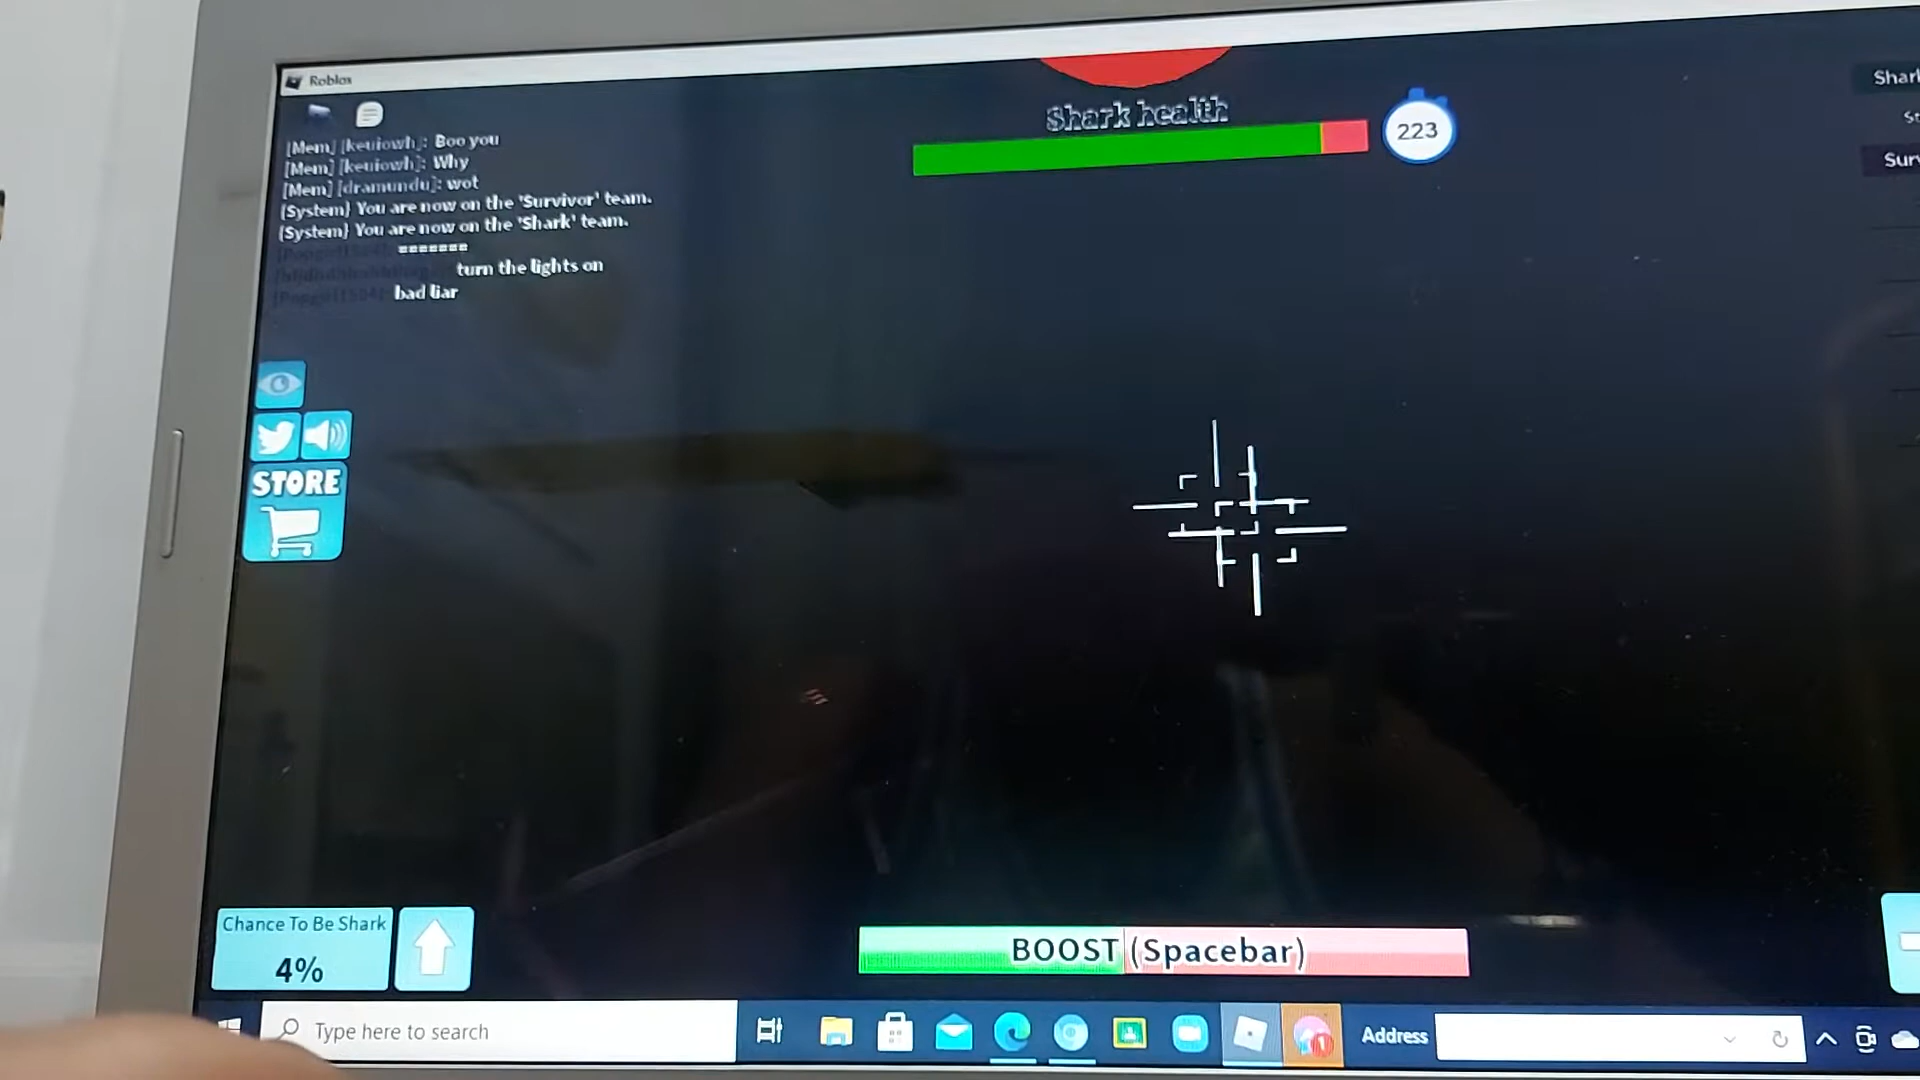 Roblox
[Mem] [keuiowh]: Boo you
[Mem] [keuiowh]: Why
[Mem] [dramundu]: wot
{System} You are now on the 'Survivor' team.
{System} You are now on the 'Shark' team.
=======
turn the lights on
bad liar
Shark health
223
STORE
Chance To Be Shark
4%
BOOST (Spacebar)
Type here to search
Address